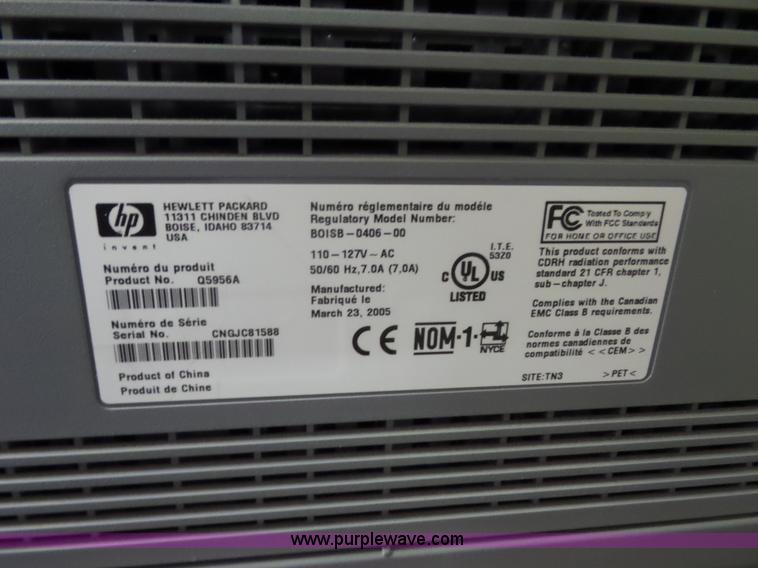 hp
invent
HEWLETT PACKARD
11311 CHINDEN BLVD
BOISE, IDAHO 83714
USA
Numéro du produit
Product No. Q5956A
Numéro de Série
Serial No. CNGJC81588
Product of China
Produit de Chine
Numéro réglementaire du modéle
Regulatory Model Number:
BOISB-0406-00
110-127V~AC
50/60 Hz,7.0A (7,0A)
Manufactured:
Fabriqué le
March 23, 2005
I.T.E.
53Z0
C UL US
LISTED
CE NOM-1-
NYCE
FC Tested To Comply
With FCC Standards
FOR HOME OR OFFICE USE
This product conforms with
CDRH radiation performance
standard 21 CFR chapter 1,
sub-chapter J.
Complies with the Canadian
EMC Class B requirements.
Conforme à la Classe B des
normes canadiennes de
compatibilité <<CEM>>
SITE:TN3 >PET<
www.purplewave.com